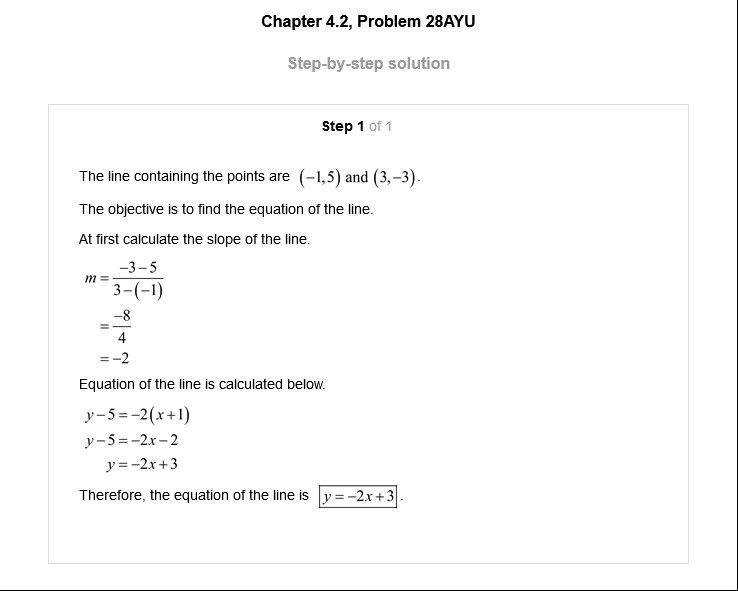 Chapter 4.2, Problem 28AYU
Step-by-step solution
Step 1 of 1
The line containing the points are (−1,5) and (3,−3).
The objective is to find the equation of the line.
At first calculate the slope of the line.
m = −3−5 / 3−(−1)
= −8 / 4
= −2
Equation of the line is calculated below.
y−5=−2(x+1)
y−5=−2x−2
y=−2x+3
Therefore, the equation of the line is y=−2x+3.